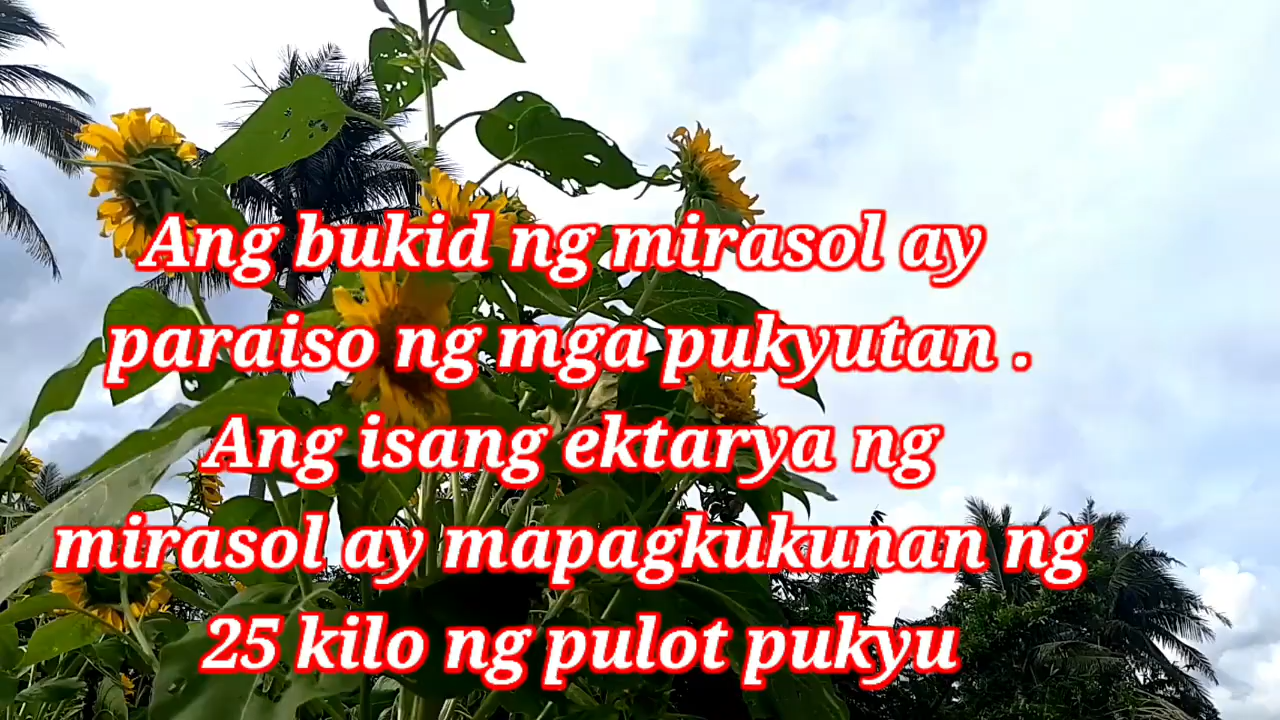 Ang bukid ng mirasol ay
paraiso ng mga pukyutan .
Ang isang ektarya ng
mirasol ay mapagkukunan ng
25 kilo ng pulot pukyu